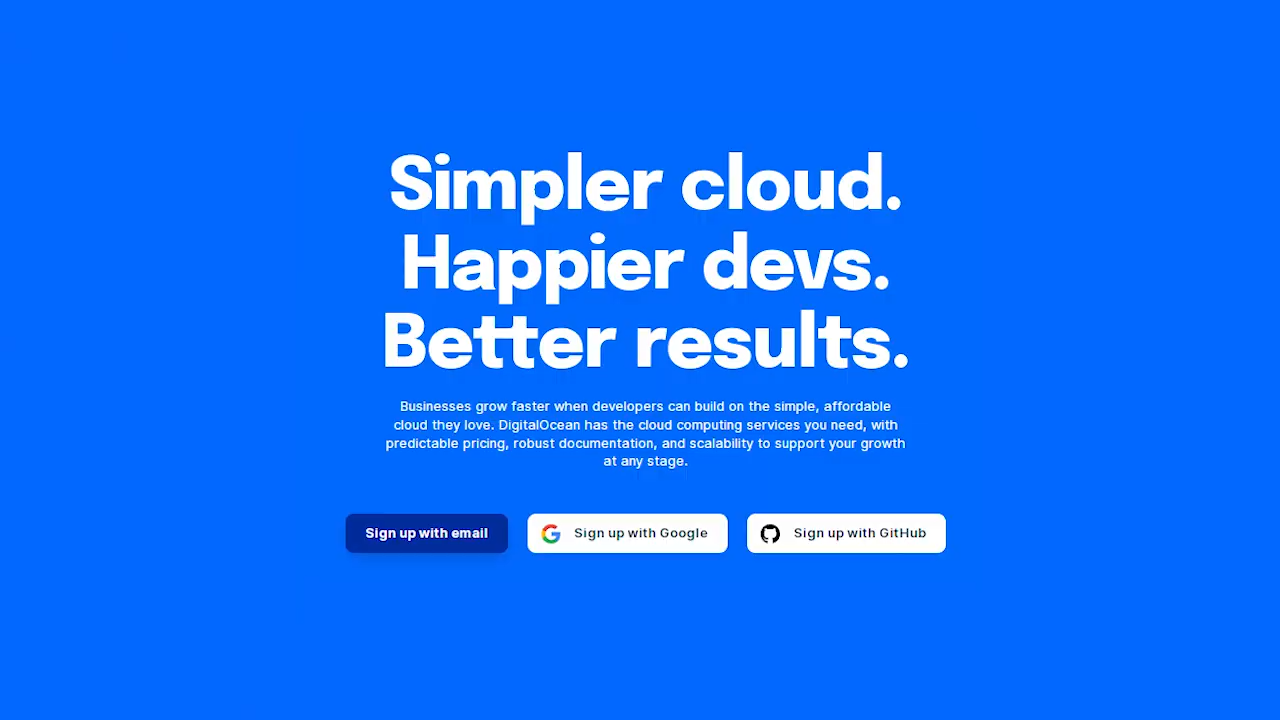 Simpler cloud.
Happier devs.
Better results.
Businesses grow faster when developers can build on the simple, affordable
cloud they love. DigitalOcean has the cloud computing services you need, with
predictable pricing, robust documentation, and scalability to support your growth
at any stage.
Sign up with email
Sign up with Google
Sign up with GitHub